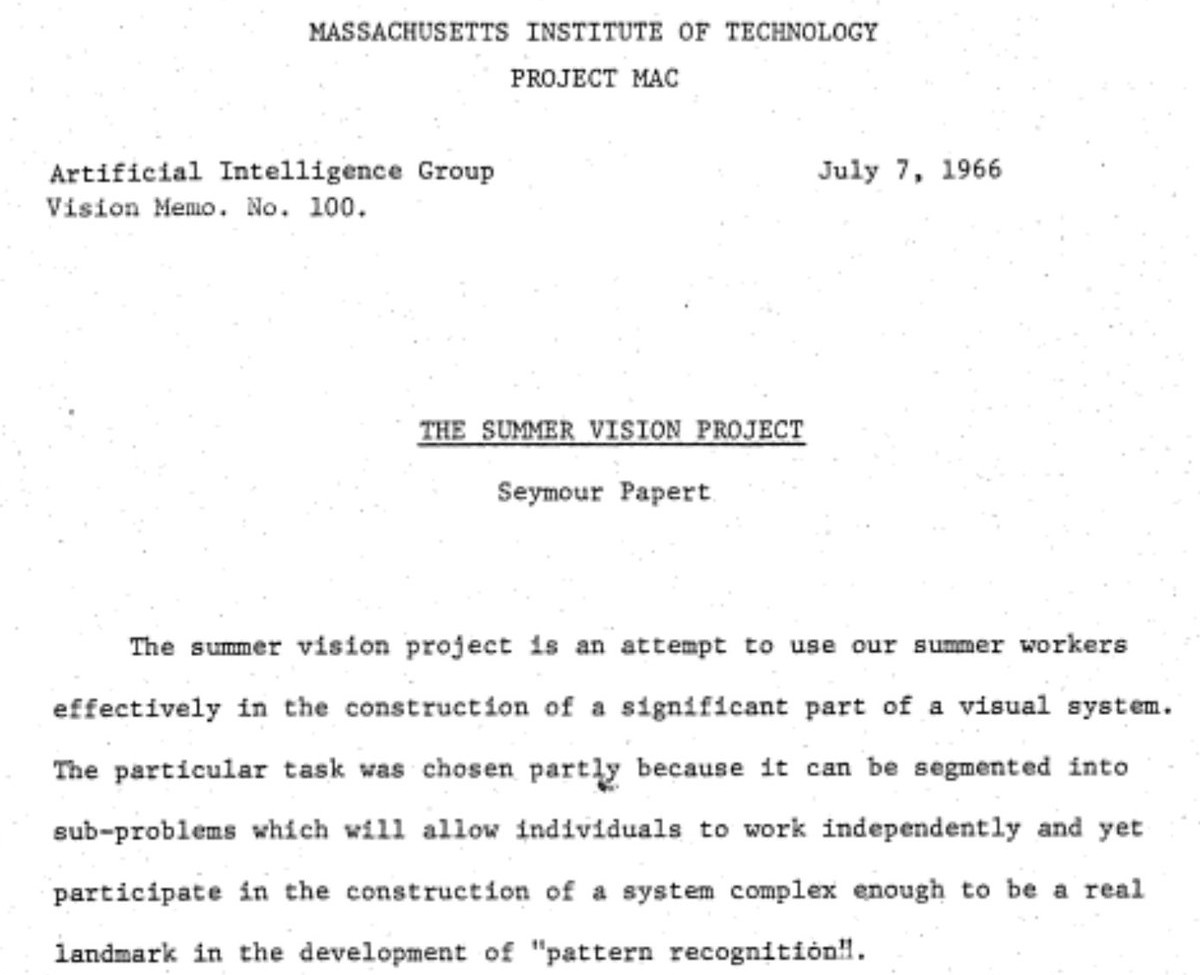 MASSACHUSETTS INSTITUTE OF TECHNOLOGY
PROJECT MAC
Artificial Intelligence Group July 7, 1966
Vision Memo. No. 100.
THE SUMMER VISION PROJECT
Seymour Papert
The summer vision project is an attempt to use our summer workers
effectively in the construction of a significant part of a visual system.
The particular task was chosen partly because it can be segmented into
sub-problems which will allow individuals to work independently and yet
participate in the construction of a system complex enough to be a real
landmark in the development of "pattern recognition".